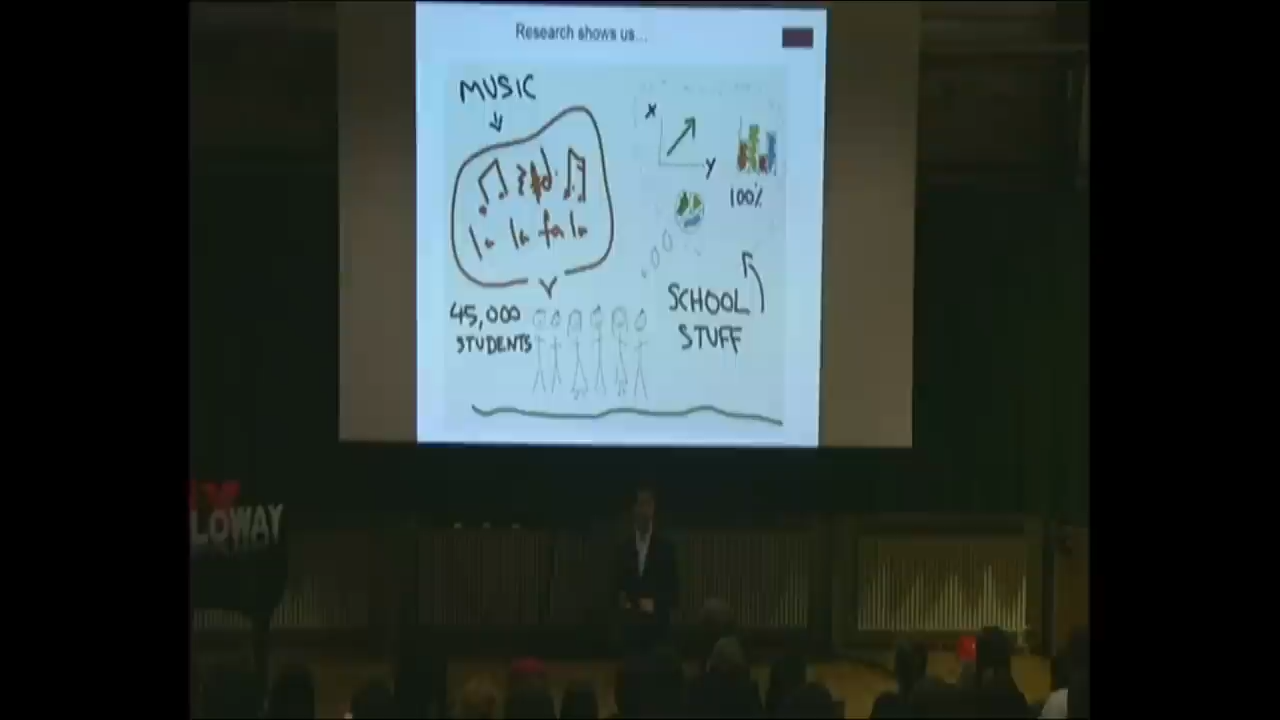 Research shows us...
MUSIC
la la fa la
45,000
STUDENTS
X
Y
100%
SCHOOL
STUFF
LOWAY